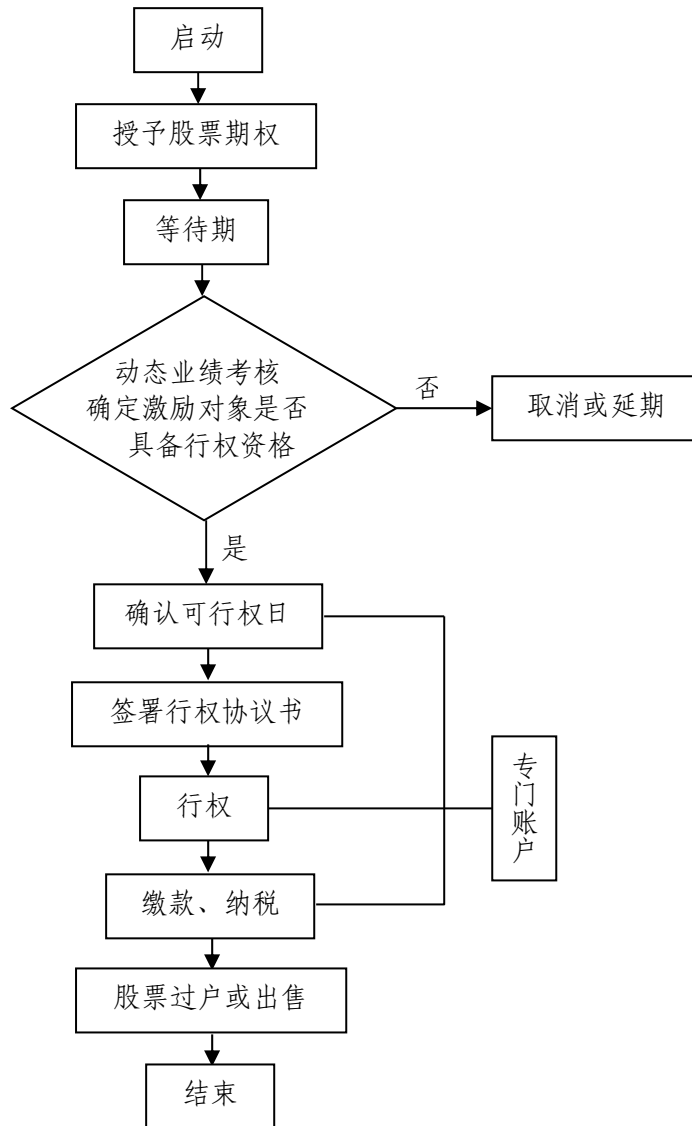 启动
授予股票期权
等待期
动态业绩考核
确定激励对象是否
具备行权资格
否
取消或延期
是
确认可行权日
签署行权协议书
行权
专门账户
缴款、纳税
股票过户或出售
结束